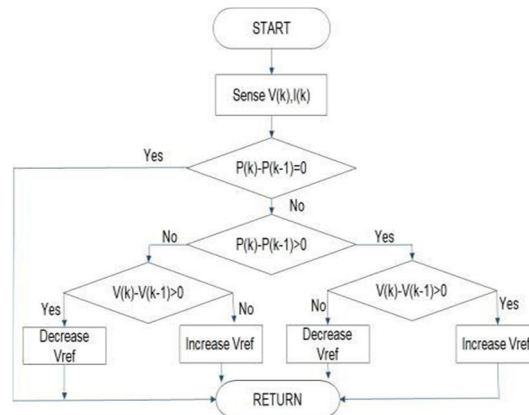 START
Sense V(k),I(k)
Yes
P(k)-P(k-1)=0
No
No
P(k)-P(k-1)>0
Yes
V(k)-V(k-1)>0
V(k)-V(k-1)>0
Yes
No
No
Yes
Decrease
Vref
Increase Vref
Decrease
Vref
Increase Vref
RETURN